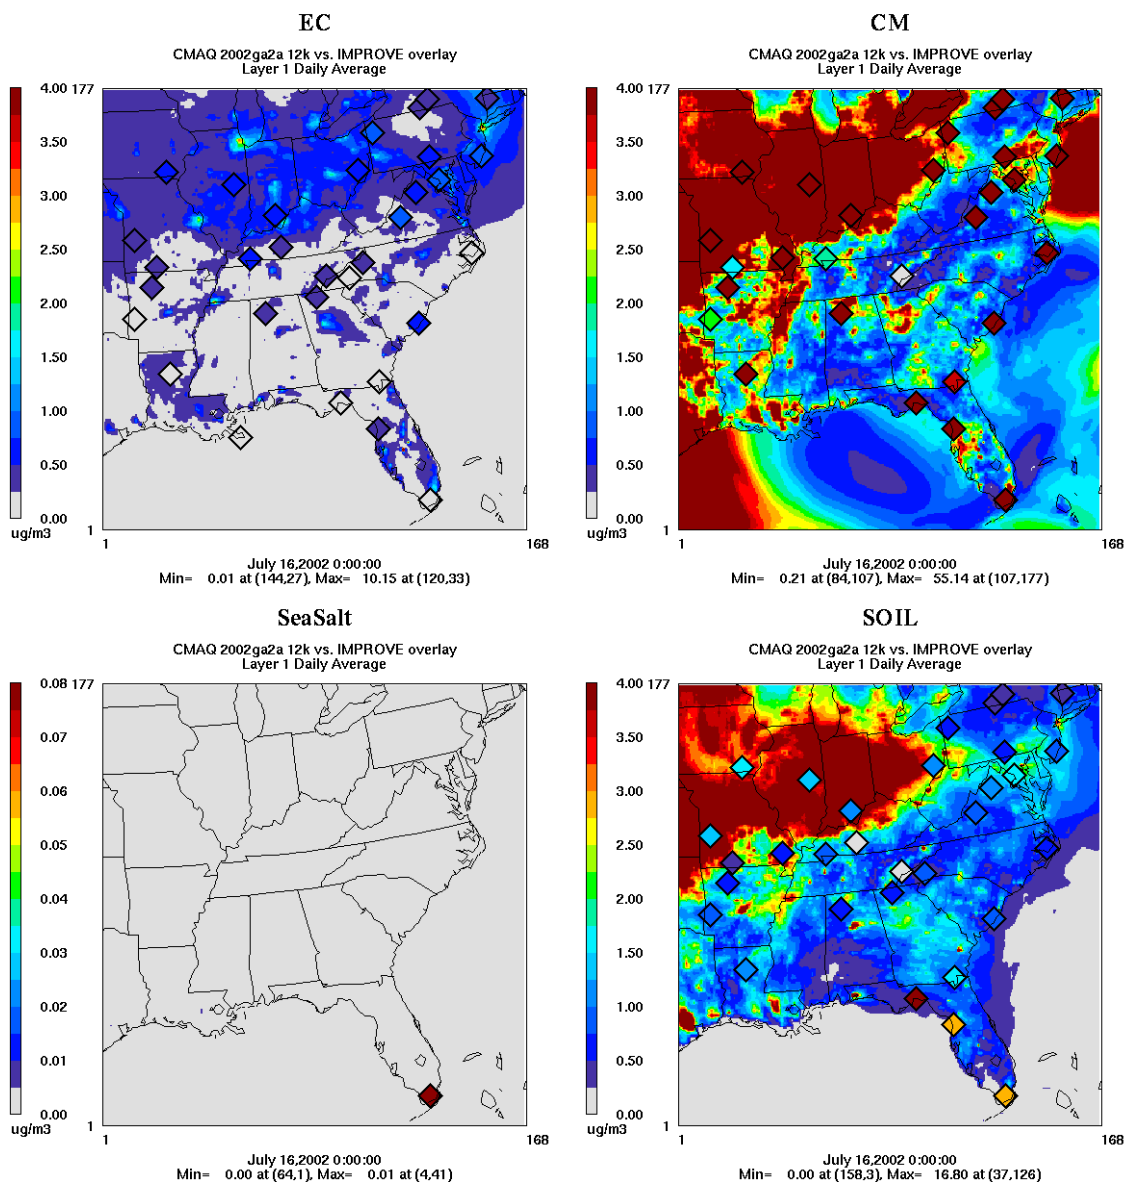 EC
CMAQ 2002ga2a 12k vs. IMPROVE overlay
Layer 1 Daily Average
4.00 177
3.50
3.00
2.50
2.00
1.50
1.00
0.50
0.00
ug/m3
1
1 168
July 16,2002 0:00:00
Min= 0.01 at (144,27), Max= 10.15 at (120,33)
CM
CMAQ 2002ga2a 12k vs. IMPROVE overlay
Layer 1 Daily Average
4.00 177
3.50
3.00
2.50
2.00
1.50
1.00
0.50
0.00
ug/m3
1
1 168
July 16,2002 0:00:00
Min= 0.21 at (84,107), Max= 55.14 at (107,177)
SeaSalt
CMAQ 2002ga2a 12k vs. IMPROVE overlay
Layer 1 Daily Average
0.08 177
0.07
0.06
0.05
0.04
0.03
0.02
0.01
0.00
ug/m3
1
1 168
July 16,2002 0:00:00
Min= 0.00 at (64,1), Max= 0.01 at (4,41)
SOIL
CMAQ 2002ga2a 12k vs. IMPROVE overlay
Layer 1 Daily Average
4.00 177
3.50
3.00
2.50
2.00
1.50
1.00
0.50
0.00
ug/m3
1
1 168
July 16,2002 0:00:00
Min= 0.00 at (158,3), Max= 16.80 at (37,126)